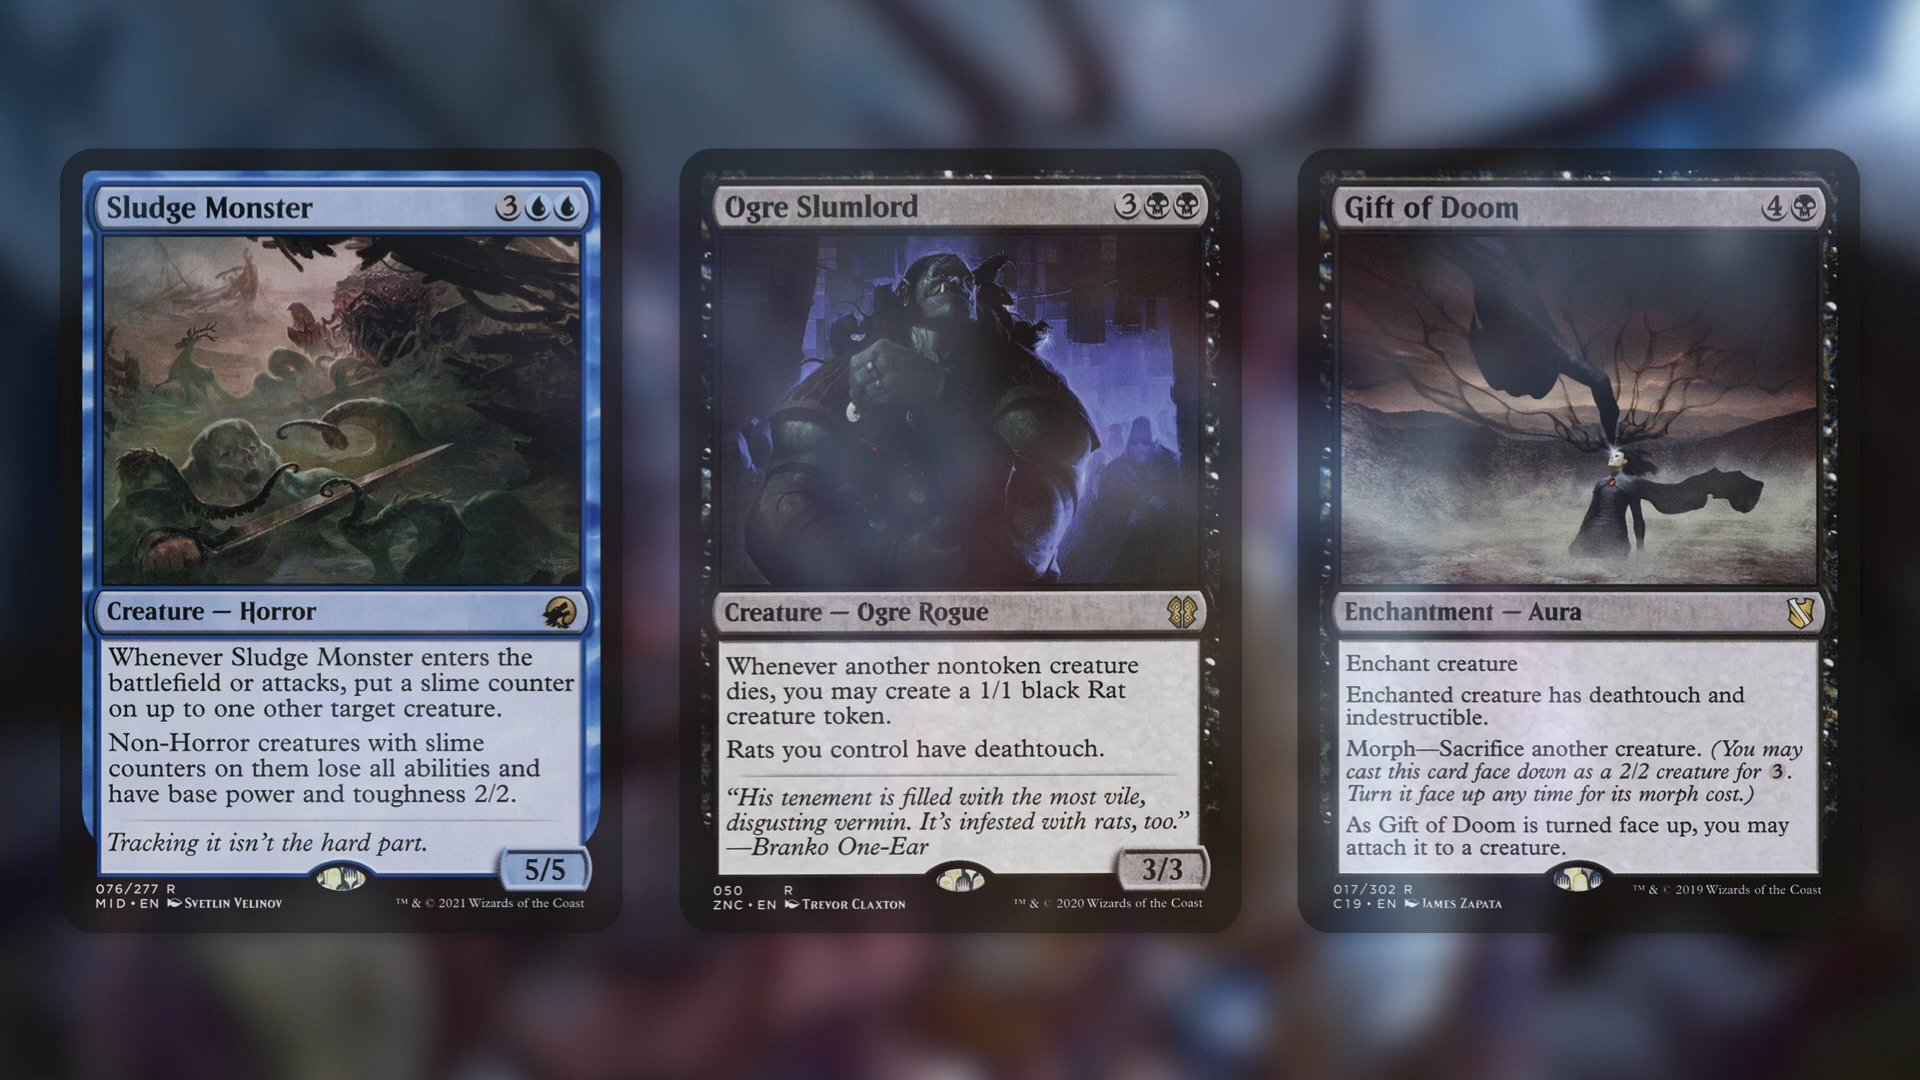 Sludge Monster
3
Creature — Horror
Whenever Sludge Monster enters the
battlefield or attacks, put a slime counter
on up to one other target creature.
Non-Horror creatures with slime
counters on them lose all abilities and
have base power and toughness 2/2.
Tracking it isn't the hard part.
5/5
076/277 R
MID • EN Svetlin Velinov
™ & © 2021 Wizards of the Coast
Ogre Slumlord
3
Creature — Ogre Rogue
Whenever another nontoken creature
dies, you may create a 1/1 black Rat
creature token.
Rats you control have deathtouch.
“His tenement is filled with the most vile,
disgusting vermin. It's infested with rats, too.”
—Branko One-Ear
3/3
050 R
ZNC • EN Trevor Claxton
™ & © 2020 Wizards of the Coast
Gift of Doom
4
Enchantment — Aura
Enchant creature
Enchanted creature has deathtouch and
indestructible.
Morph—Sacrifice another creature. (You may
cast this card face down as a 2/2 creature for 3.
Turn it face up any time for its morph cost.)
As Gift of Doom is turned face up, you may
attach it to a creature.
017/302 R
C19 • EN James Zapata
™ & © 2019 Wizards of the Coast